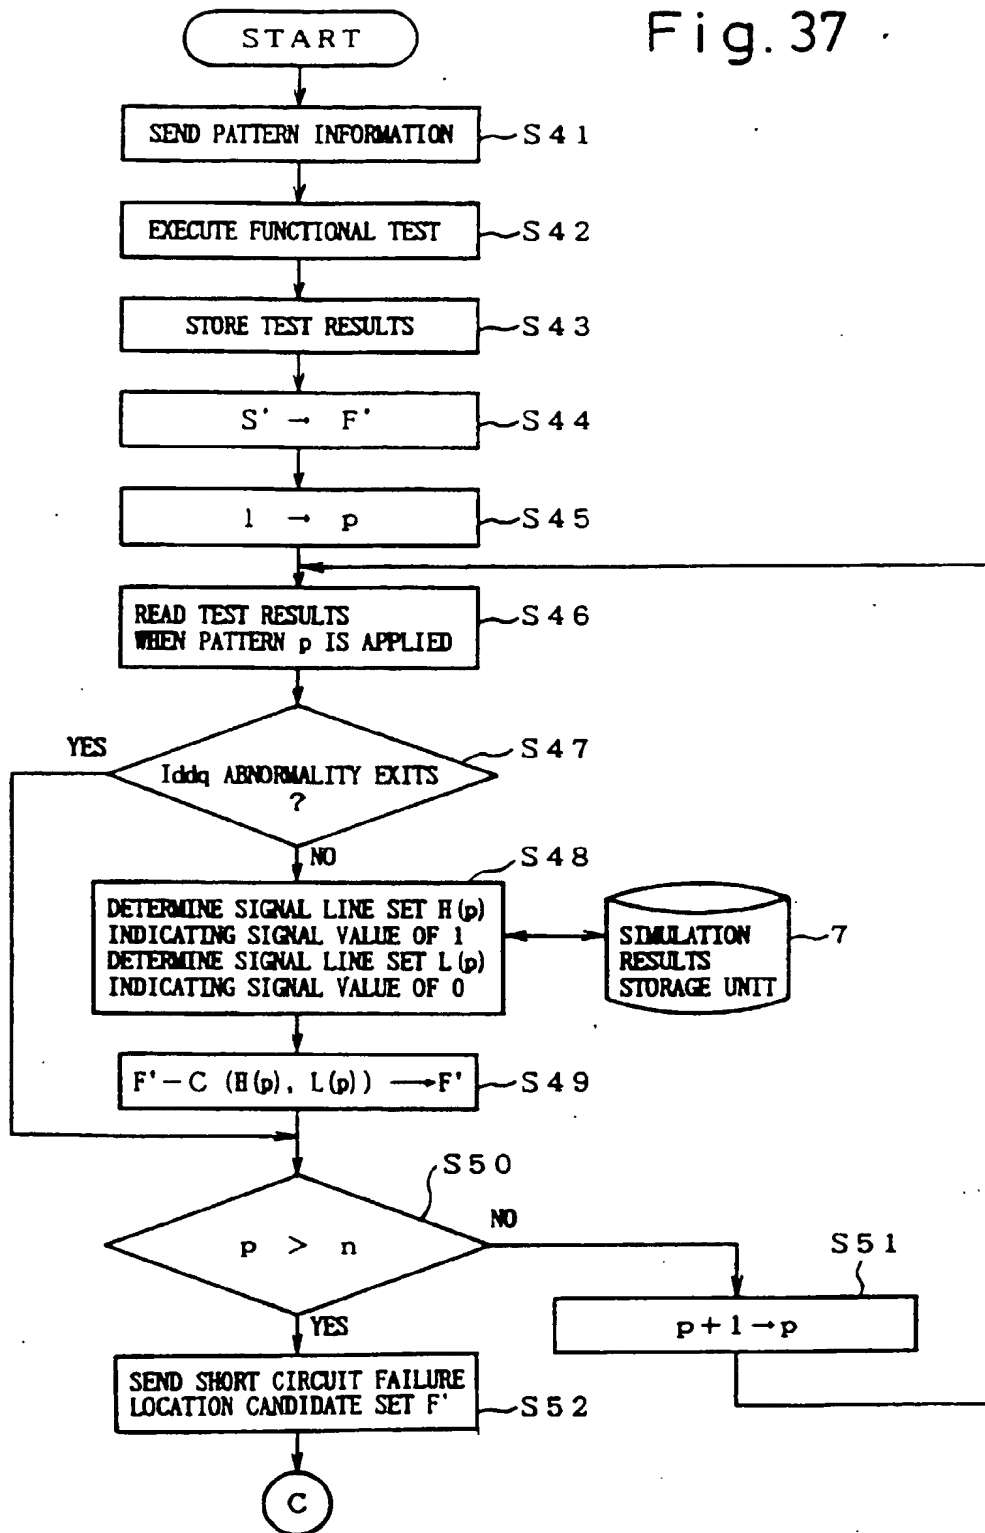 Fig. 37
START
SEND PATTERN INFORMATION
S41
EXECUTE FUNCTIONAL TEST
S42
STORE TEST RESULTS
S43
S' → F'
S44
1 → p
S45
READ TEST RESULTS
WHEN PATTERN p IS APPLIED
S46
YES
S47
Iddq ABNORMALITY EXITS
?
NO
S48
DETERMINE SIGNAL LINE SET H(p)
INDICATING SIGNAL VALUE OF 1
DETERMINE SIGNAL LINE SET L(p)
INDICATING SIGNAL VALUE OF 0
SIMULATION
RESULTS
STORAGE UNIT
7
F'-C (H(p), L(p)) → F'
S49
S50
p > n
NO
S51
p+1→p
YES
SEND SHORT CIRCUIT FAILURE
LOCATION CANDIDATE SET F'
S52
C